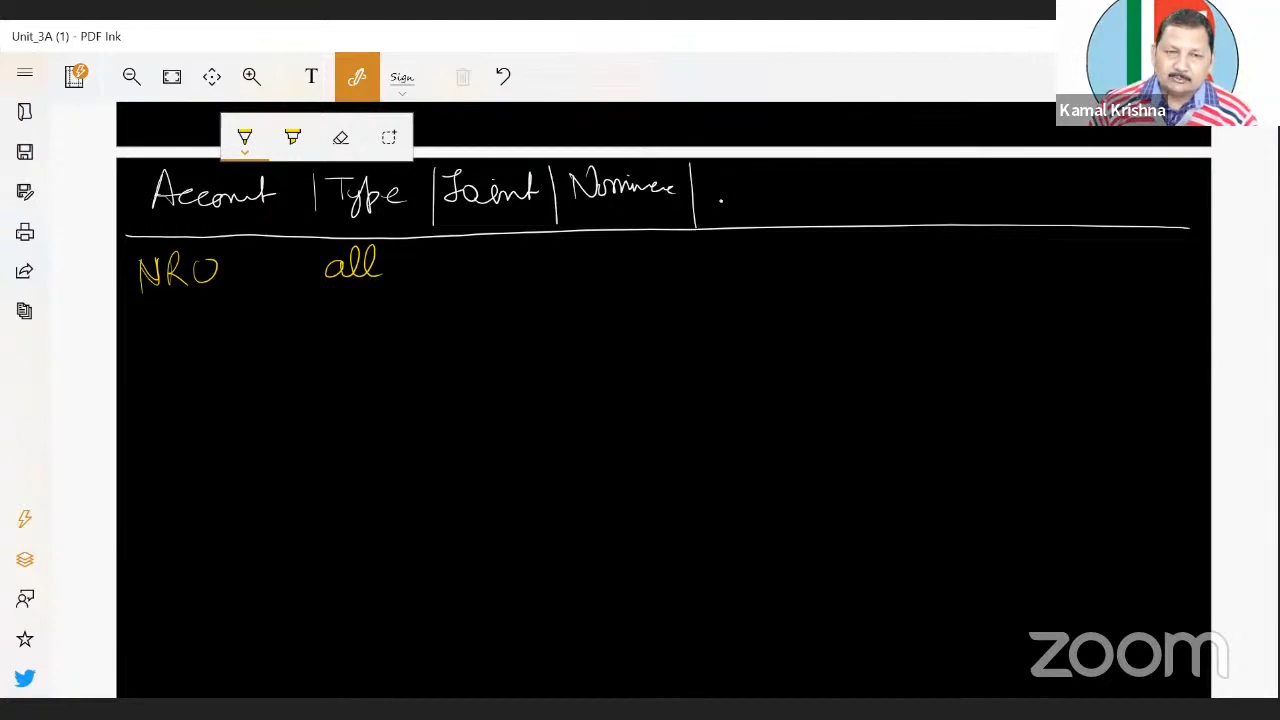 Unit_3A (1) - PDF Ink
T
Sign
Kamal Krishna
Account | Type | Joint | Nominee | .
NRO all
zoom